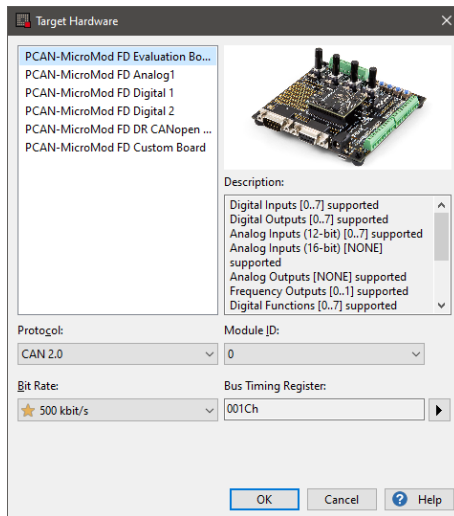 Target Hardware
PCAN-MicroMod FD Evaluation Bo...
PCAN-MicroMod FD Analog1
PCAN-MicroMod FD Digital 1
PCAN-MicroMod FD Digital 2
PCAN-MicroMod FD DR CANopen ...
PCAN-MicroMod FD Custom Board
Description:
Digital Inputs [0..7] supported
Digital Outputs [0..7] supported
Analog Inputs (12-bit) [0..7] supported
Analog Inputs (16-bit) [NONE]
supported
Analog Outputs [NONE] supported
Frequency Outputs [0..1] supported
Digital Functions [0..7] supported
Protocol:
CAN 2.0
Module ID:
0
Bit Rate:
500 kbit/s
Bus Timing Register:
001Ch
OK
Cancel
Help